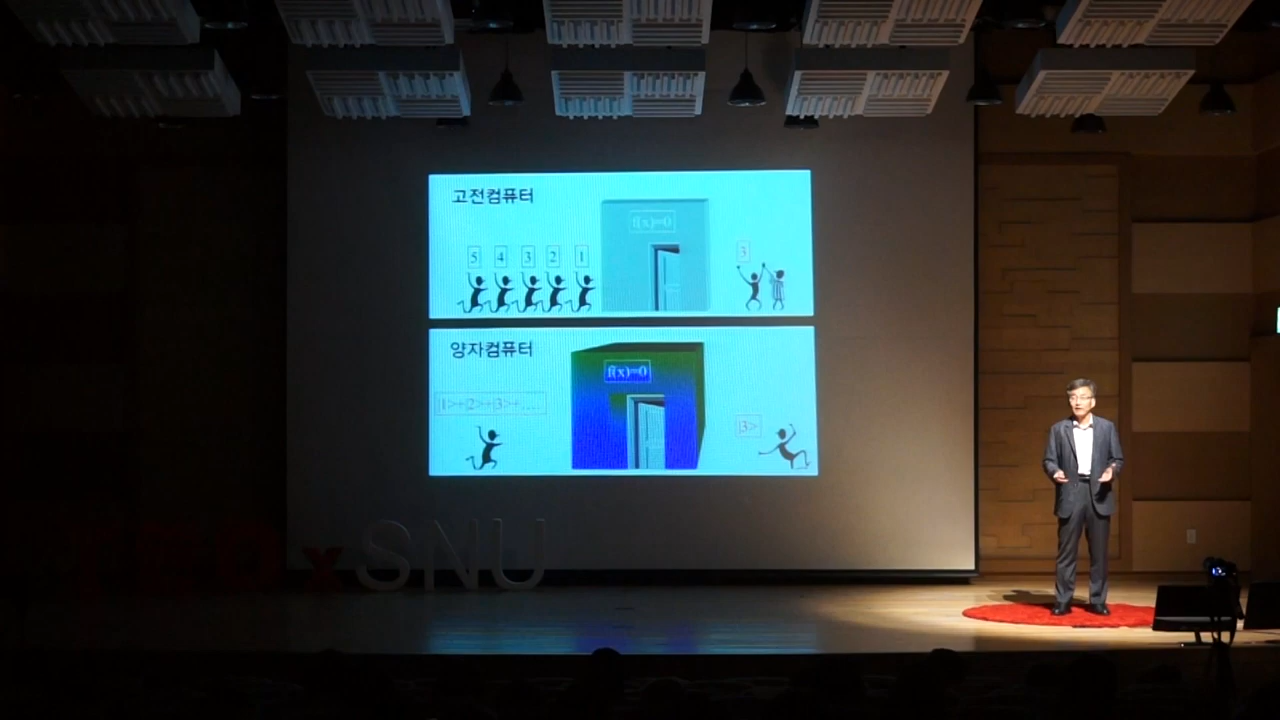 고전컴퓨터
f(x)=0
5 4 3 2 1
3
양자컴퓨터
f(x)=0
|1>+|2>+|3>+....
|3>
TEDxSNU